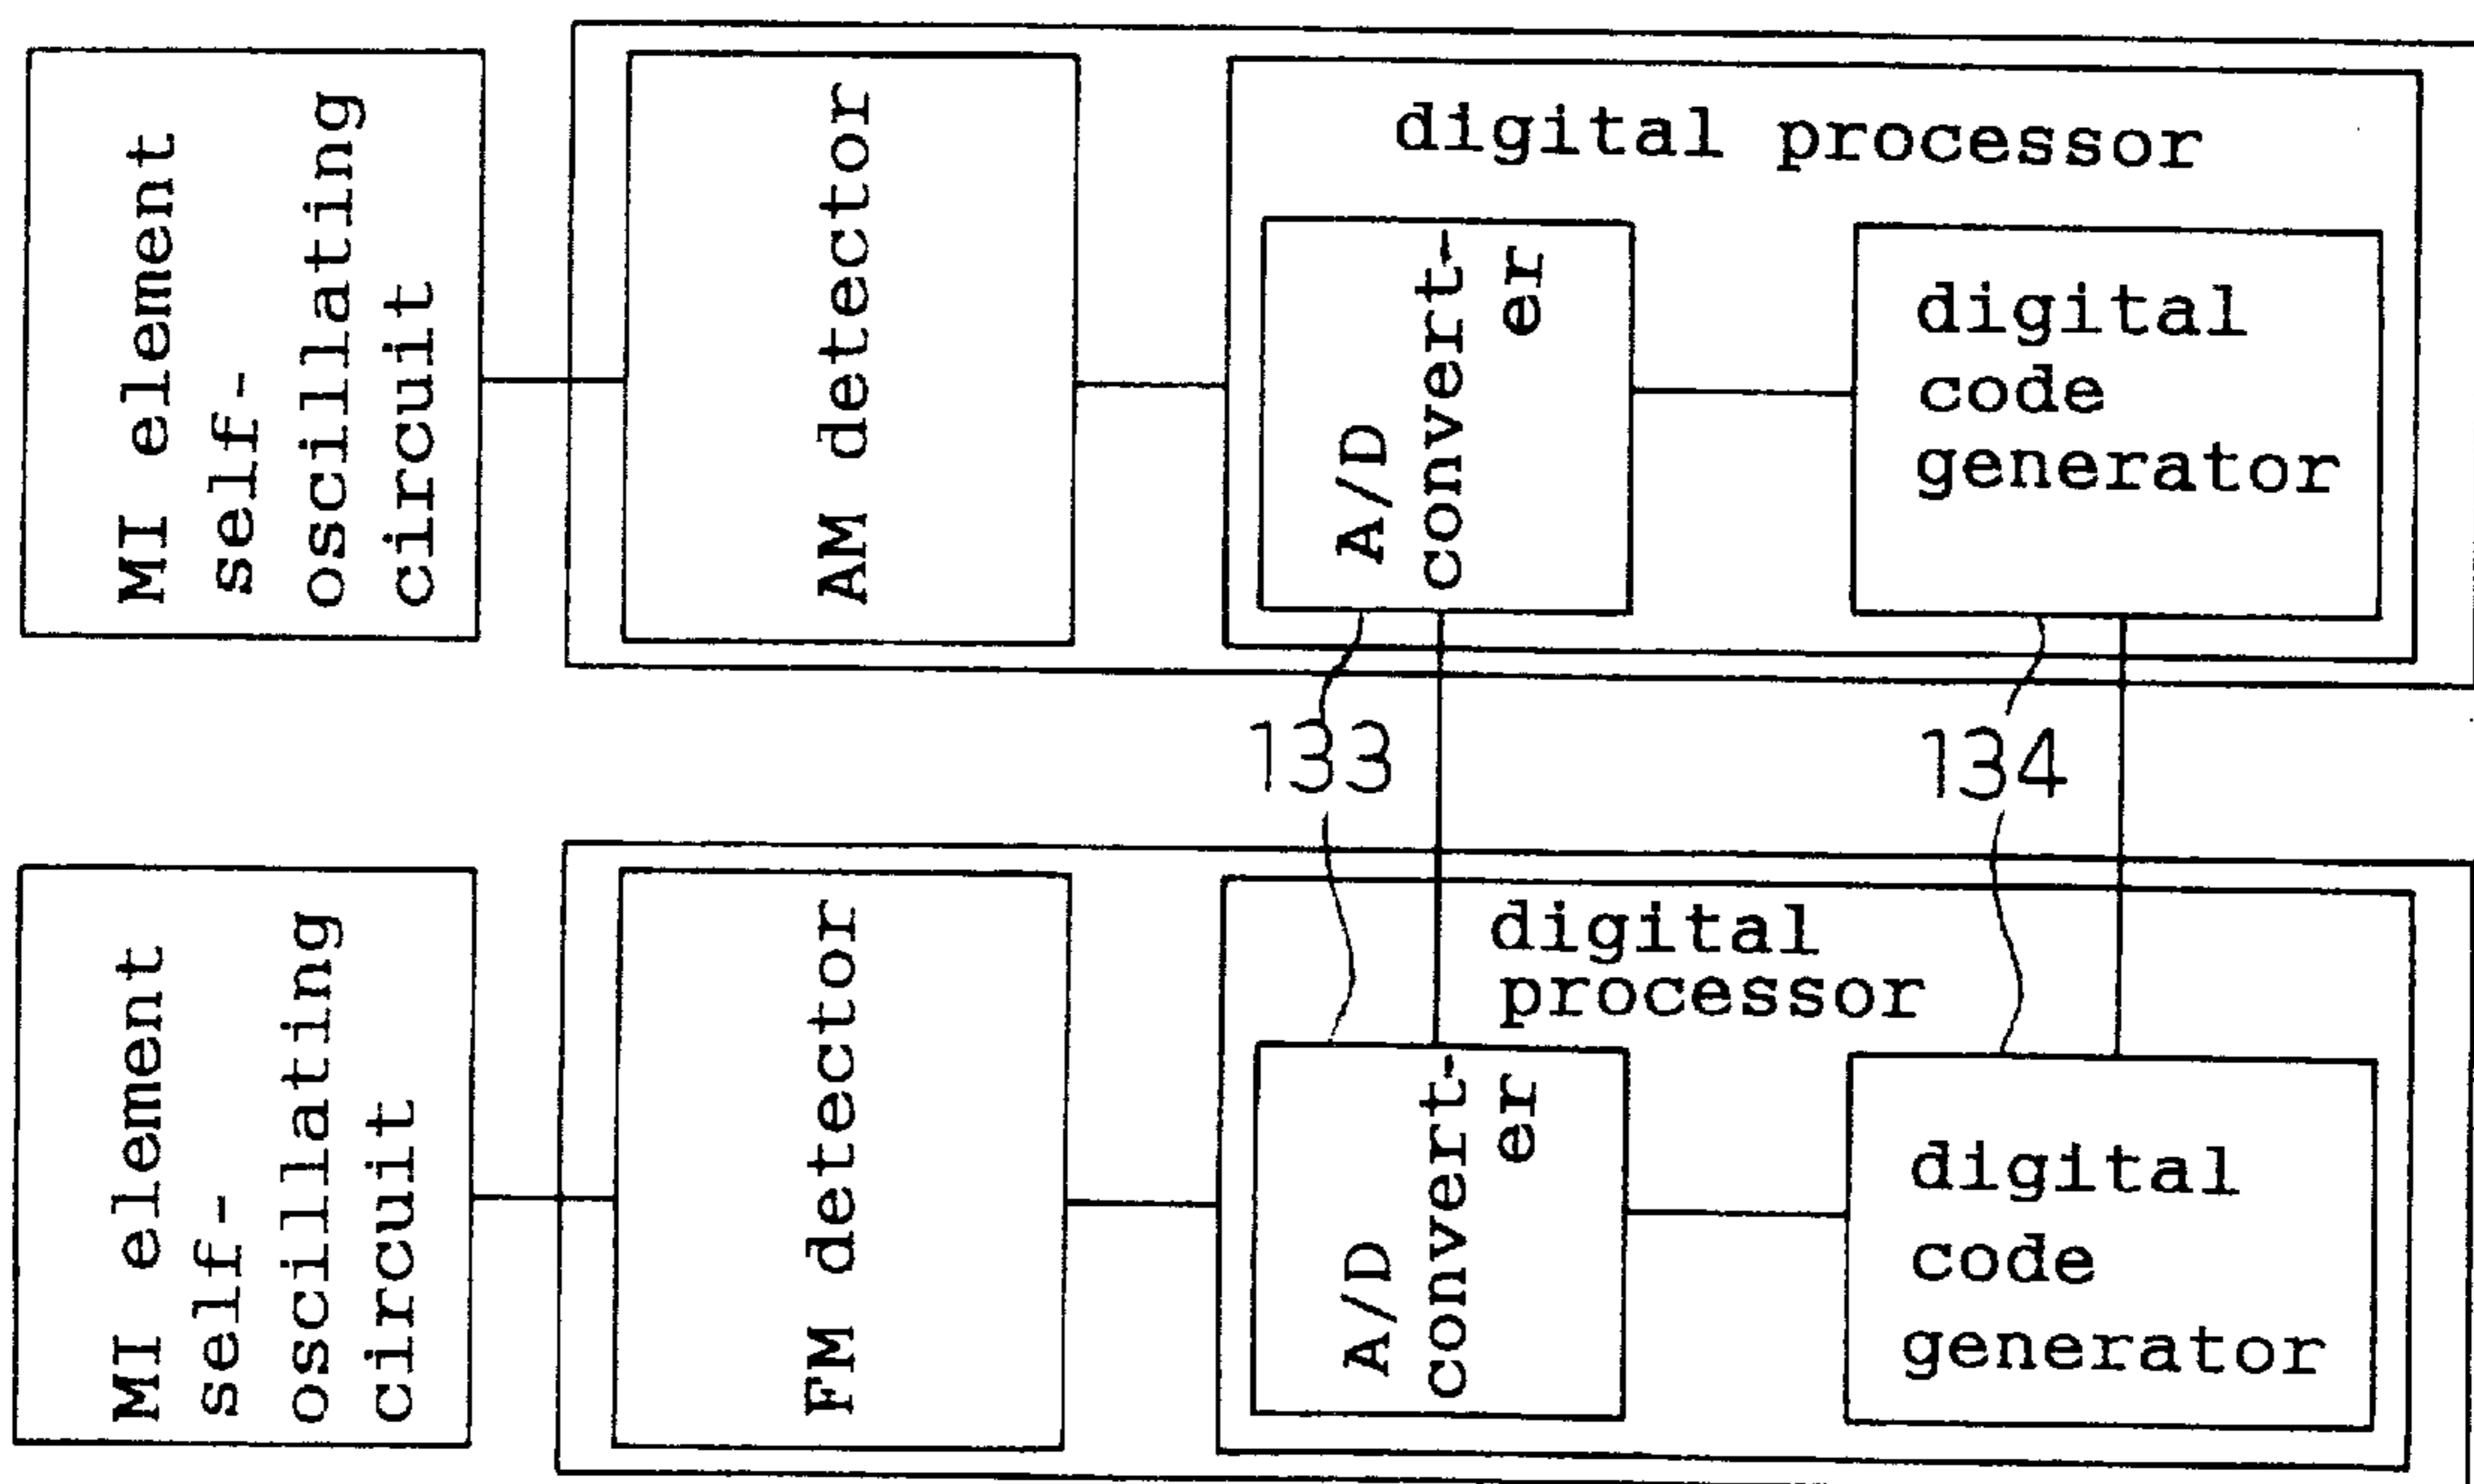 MI element
self-
oscillating
circuit
AM detector
digital processor
A/D
convert-
er
digital
code
generator
133
134
MI element
self-
oscillating
circuit
FM detector
digital
processor
A/D
convert-
er
digital
code
generator